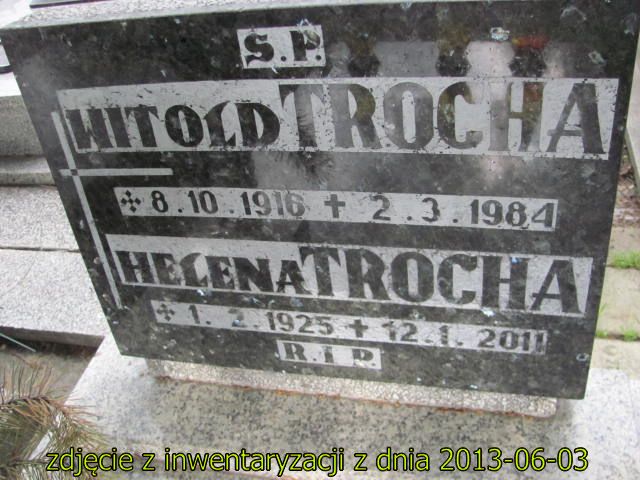 S.P.
WITOLD TROCHA
8.10.1916 + 2.3.1984
HELENA TROCHA
1.2.1925 + 12.1.2011
R.I.P.
zdjęcie z inwentaryzacji z dnia 2013-06-03